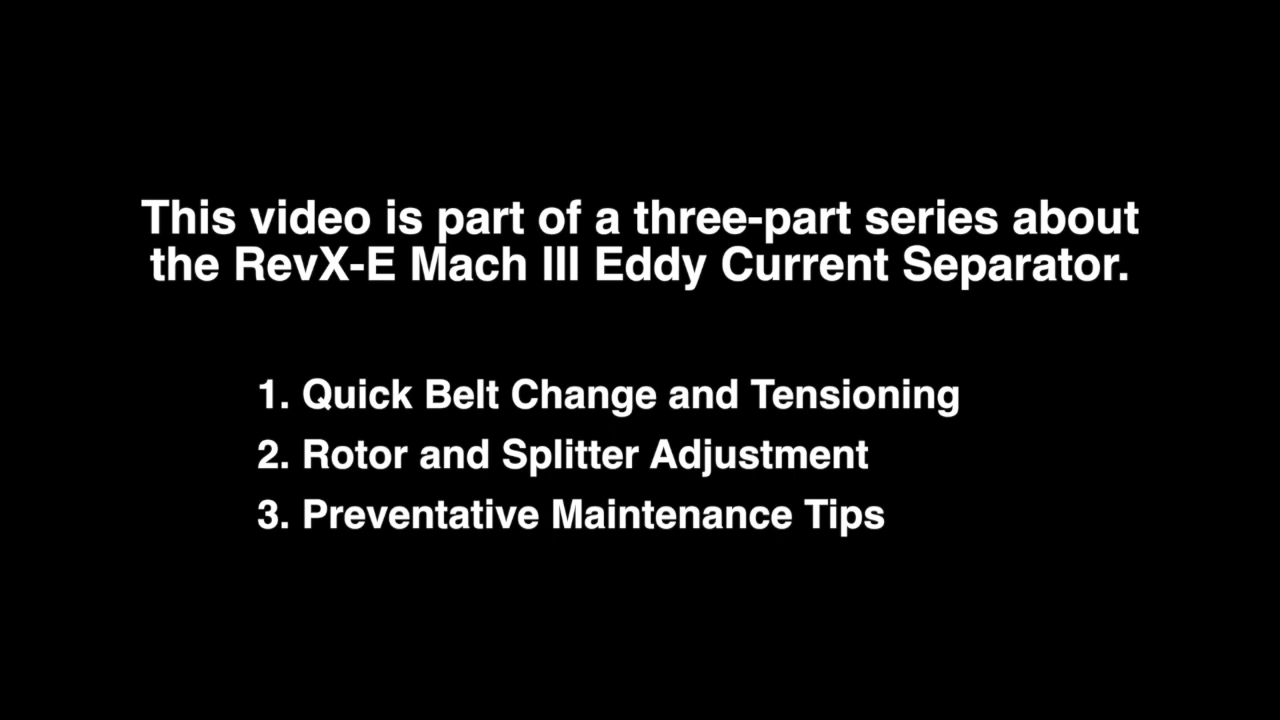 This video is part of a three-part series about
the RevX-E Mach III Eddy Current Separator.
1. Quick Belt Change and Tensioning
2. Rotor and Splitter Adjustment
3. Preventative Maintenance Tips